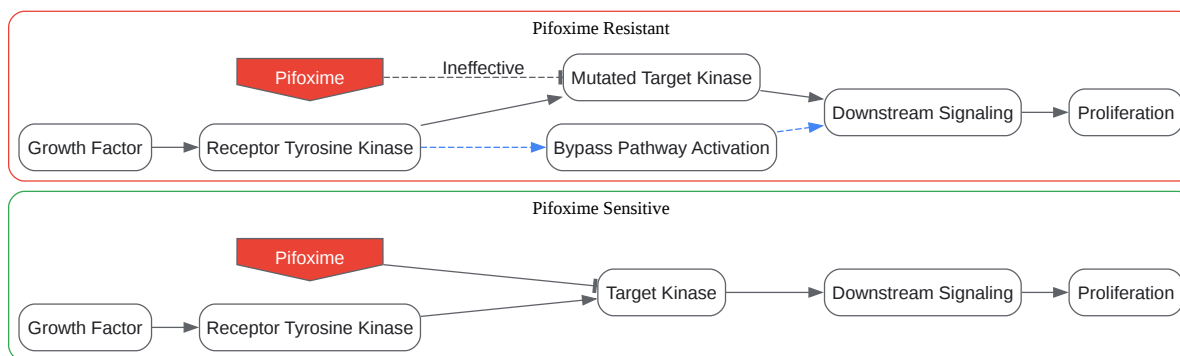 Pifoxime Resistant
Pifoxime
Ineffective
Mutated Target Kinase
Downstream Signaling
Proliferation
Growth Factor
Receptor Tyrosine Kinase
Bypass Pathway Activation
Pifoxime Sensitive
Pifoxime
Target Kinase
Downstream Signaling
Proliferation
Growth Factor
Receptor Tyrosine Kinase